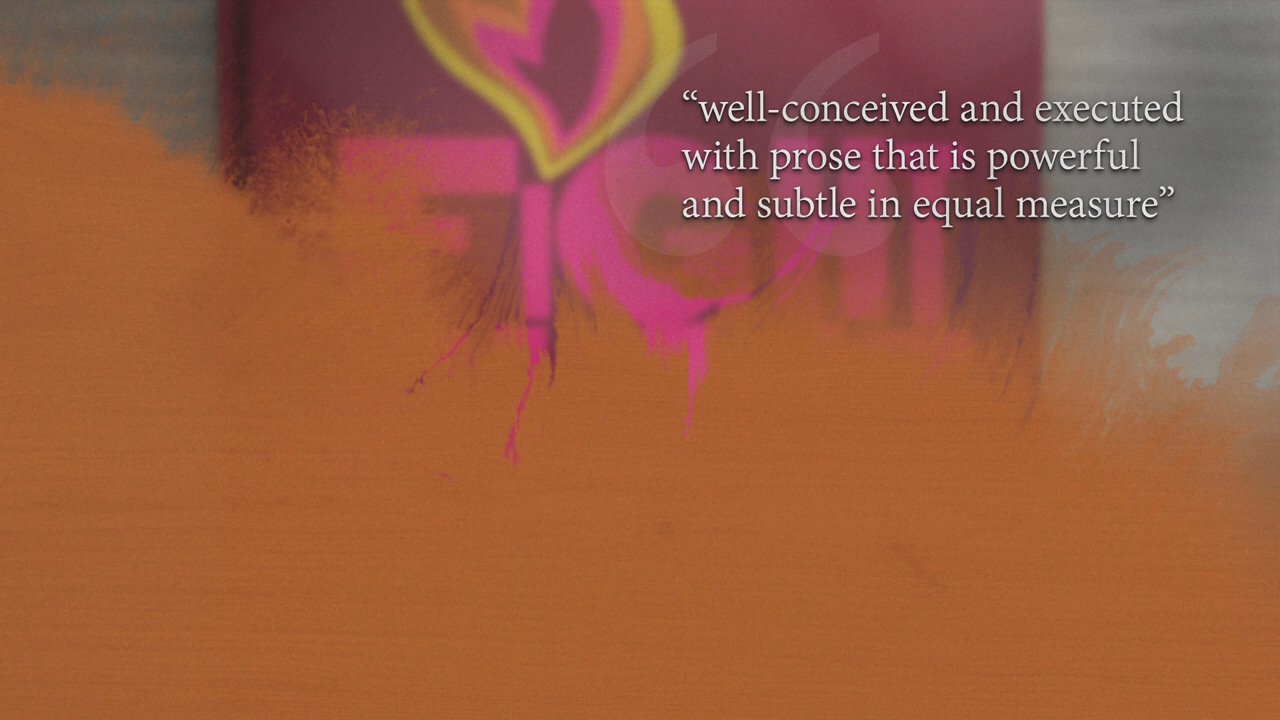 “well-conceived and executed
with prose that is powerful
and subtle in equal measure”